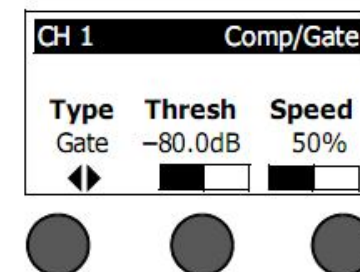 CH 1 Comp/Gate
Type Thresh Speed
Gate −80.0dB 50%